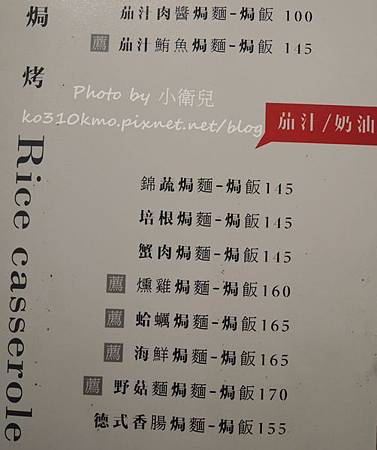 焗烤 Rice casserole
茄汁肉醬焗麵-焗飯 100
薦 茄汁鮪魚焗麵-焗飯 145
Photo by 小衛兒
ko310kmo.pixnet.net/blog
茄汁/奶油
錦蔬焗麵-焗飯145
培根焗麵-焗飯145
蟹肉焗麵-焗飯145
薦 燻雞焗麵-焗飯160
薦 蛤蠣焗麵-焗飯165
薦 海鮮焗麵-焗飯165
薦 野菇麵焗麵-焗飯170
德式香腸焗麵-焗飯155